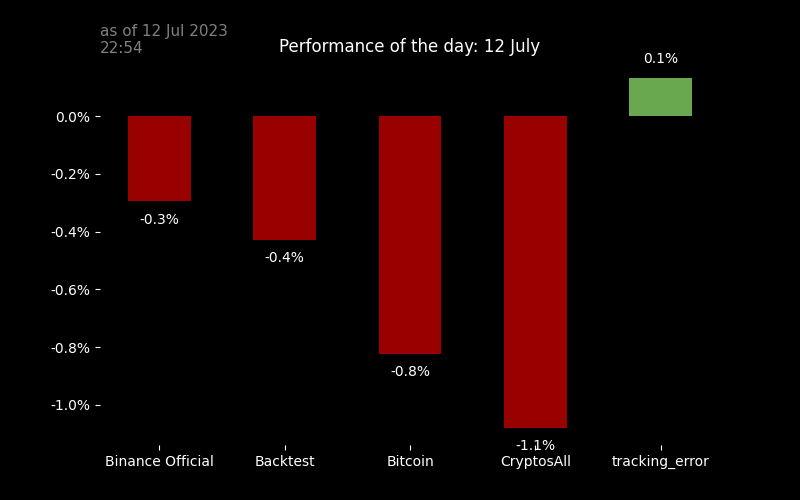 as of 12 Jul 2023
22:54
Performance of the day: 12 July
0.1%
0.0%
-0.2%
-0.4%
-0.6%
-0.8%
-1.0%
-0.3%
-0.4%
-0.8%
-1.1%
Binance Official
Backtest
Bitcoin
CryptosAll
tracking_error